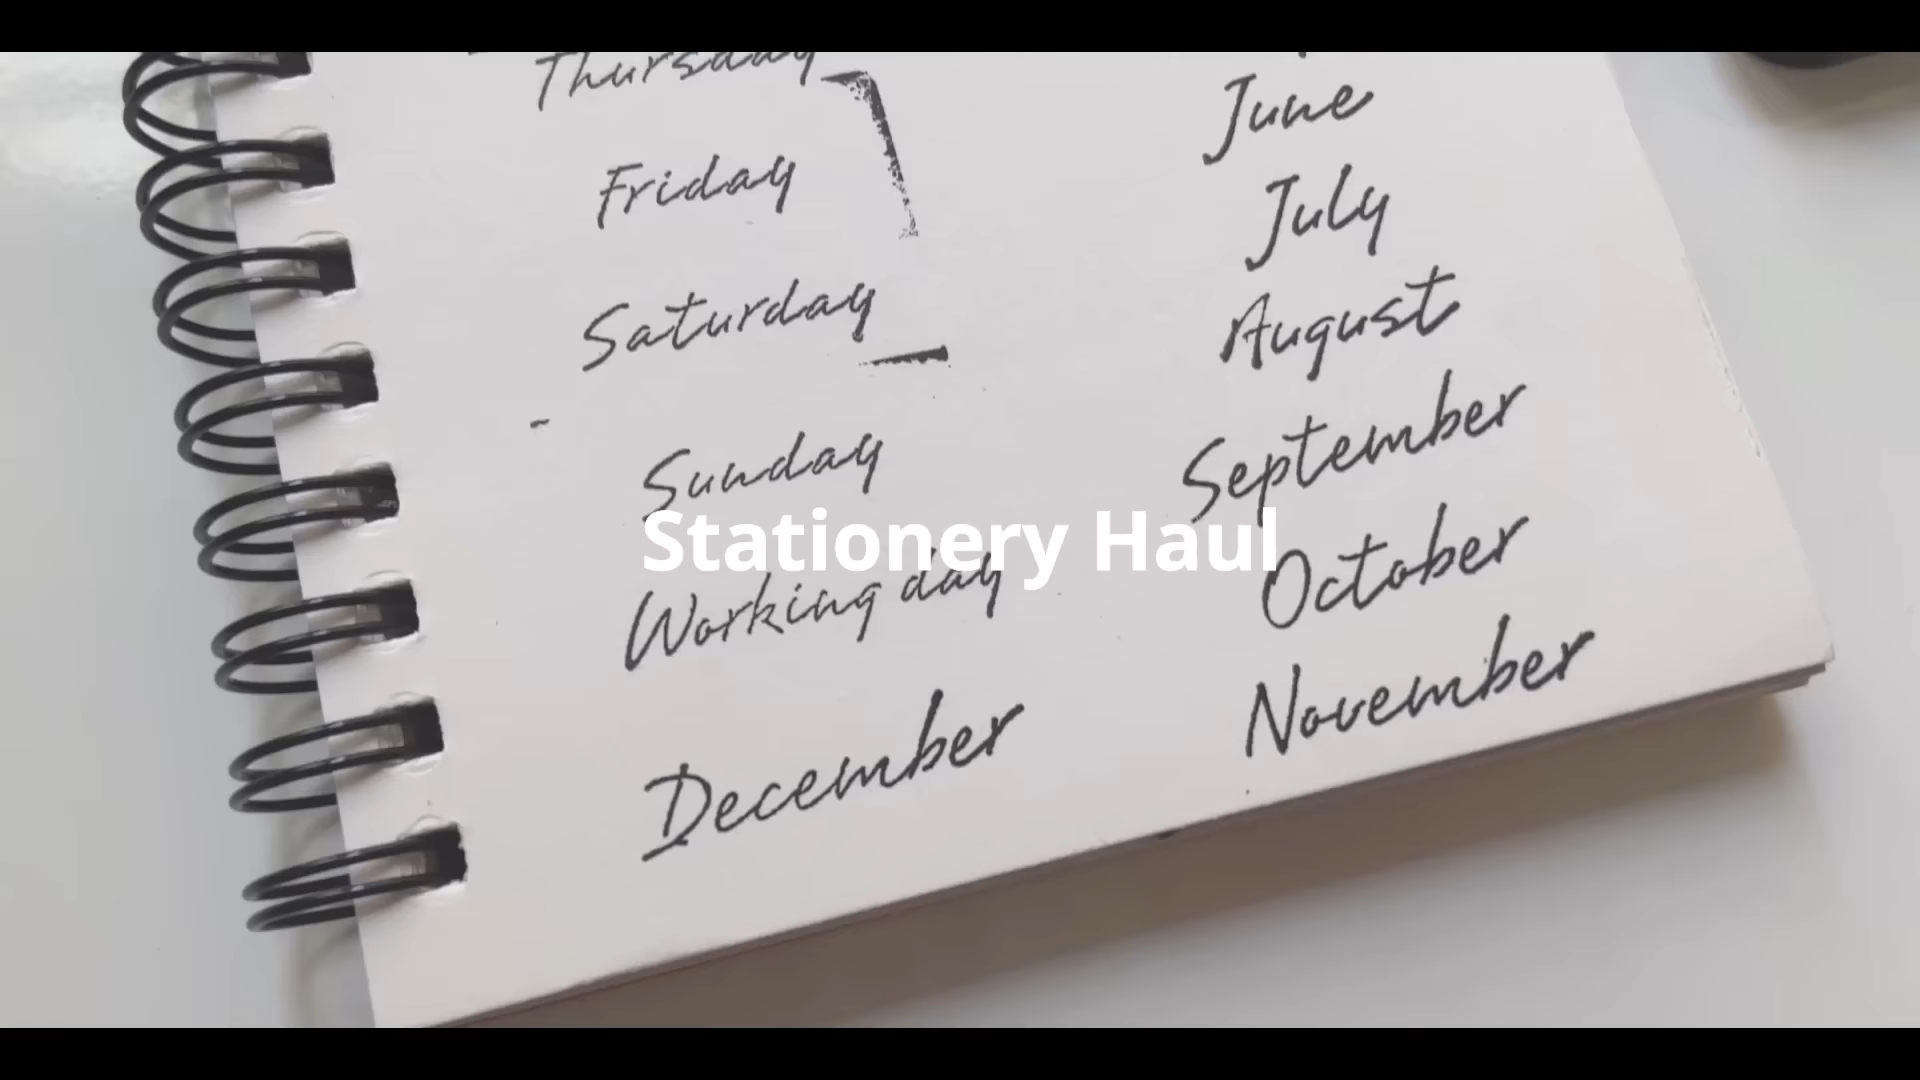 Thursday
Friday
Saturday
Sunday
Working day
December
June
July
August
September
October
November
Stationery Haul